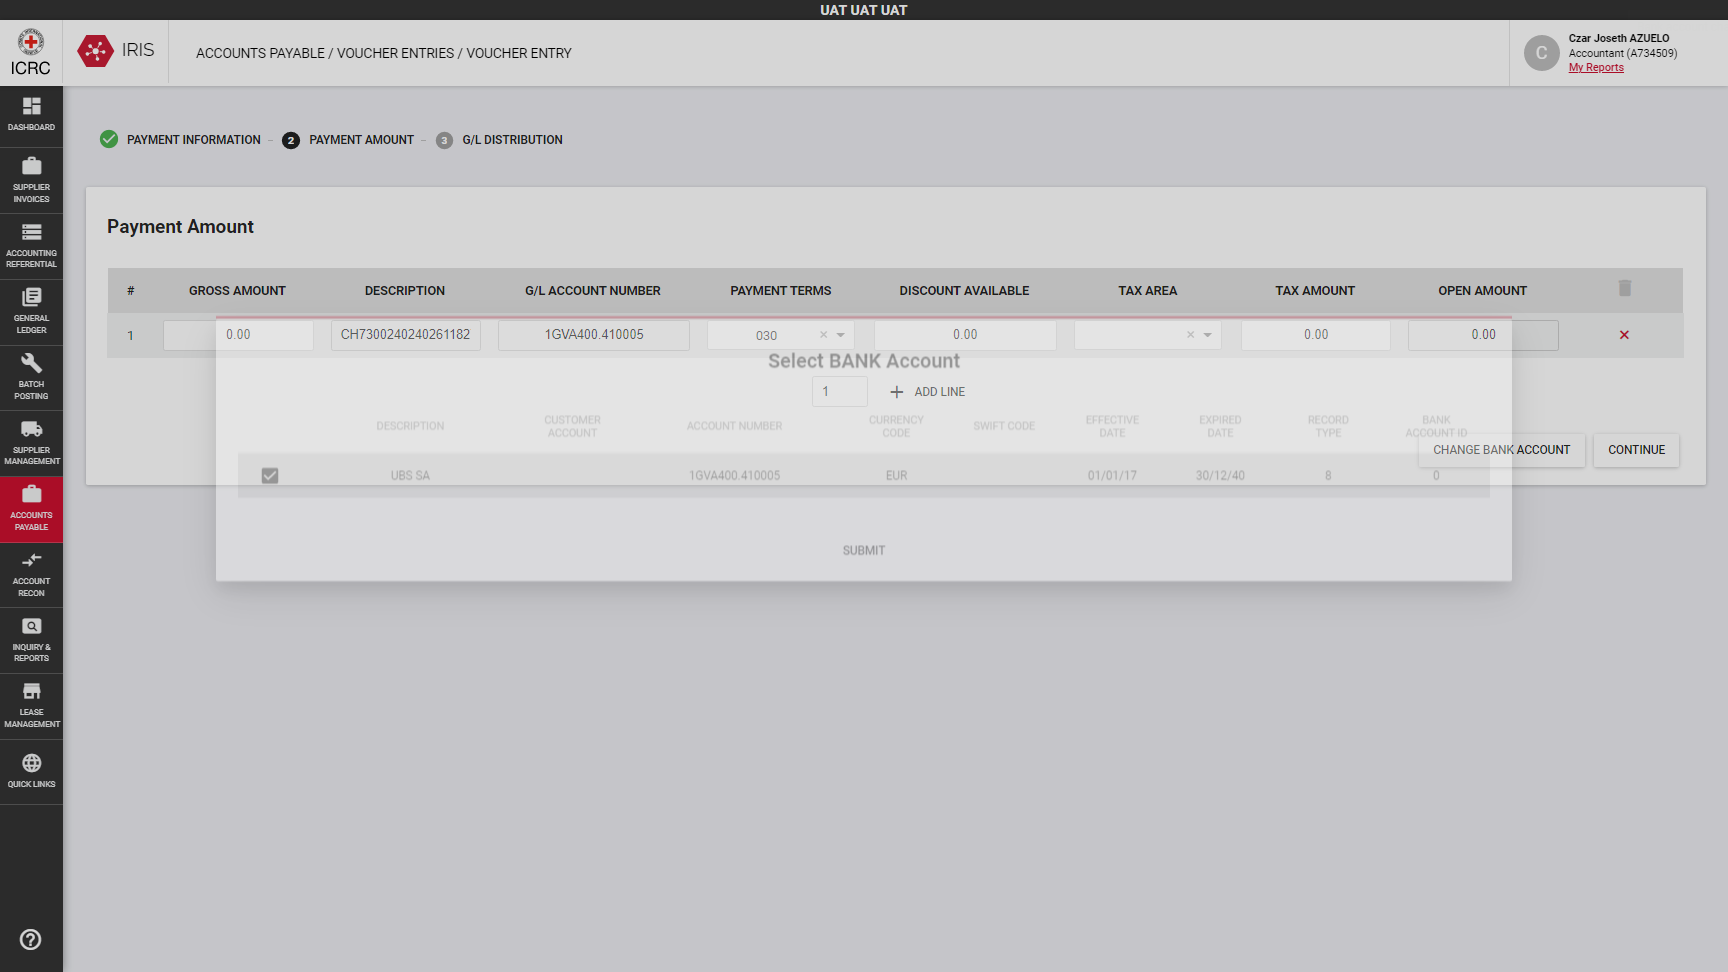 UAT UAT UAT
ICRC
IRIS
ACCOUNTS PAYABLE / VOUCHER ENTRIES / VOUCHER ENTRY
C
Czar Joseth AZUELO
Accountant (A734509)
My Reports
DASHBOARD
SUPPLIER
INVOICES
ACCOUNTING
REFERENTIAL
GENERAL
LEDGER
BATCH
POSTING
SUPPLIER
MANAGEMENT
ACCOUNTS
PAYABLE
ACCOUNT
RECON
INQUIRY &
REPORTS
LEASE
MANAGEMENT
QUICK LINKS
PAYMENT INFORMATION – 2 PAYMENT AMOUNT – 3 G/L DISTRIBUTION
Payment Amount
# GROSS AMOUNT DESCRIPTION G/L ACCOUNT NUMBER PAYMENT TERMS DISCOUNT AVAILABLE TAX AREA TAX AMOUNT OPEN AMOUNT
1 0.00 CH7300240240261182 1GVA400.410005 030 0.00 0.00 0.00
Select BANK Account
1 ADD LINE
DESCRIPTION CUSTOMER ACCOUNT ACCOUNT NUMBER CURRENCY CODE SWIFT CODE EFFECTIVE DATE EXPIRED DATE RECORD TYPE BANK ACCOUNT ID
CHANGE BANK ACCOUNT CONTINUE
UBS SA 1GVA400.410005 EUR 01/01/17 30/12/40 8 0
SUBMIT